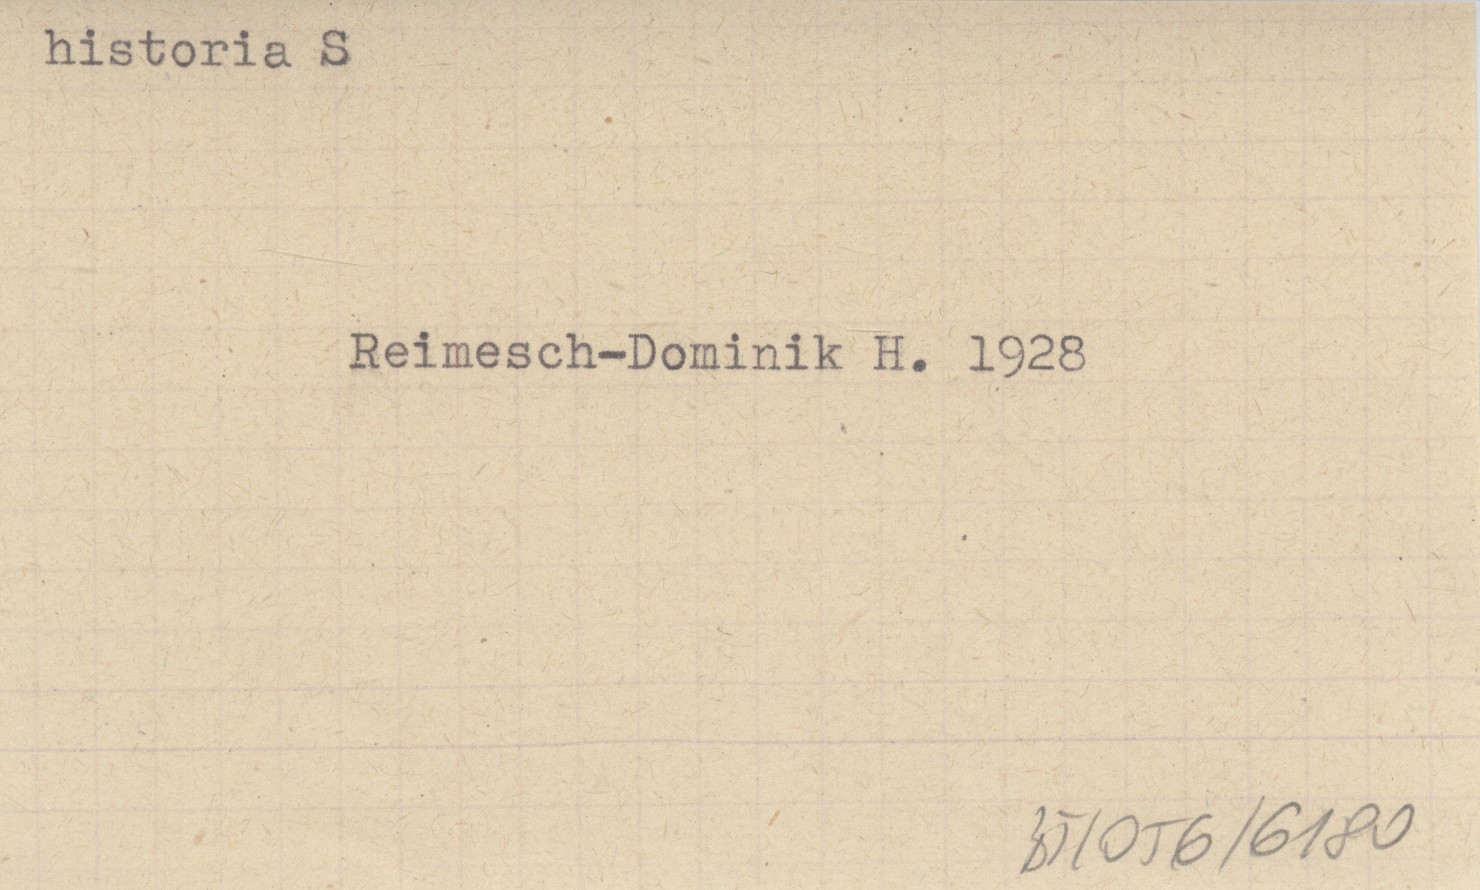 historia S
Reimesch-Dominik H. 1928